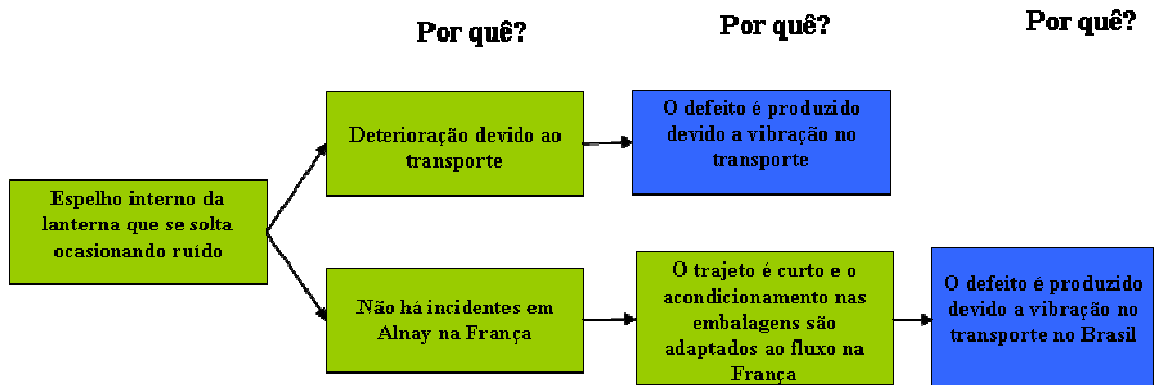 Por quê?
Por quê?
Por quê?
Deterioração devido ao
transporte
O defeito é produzido
devido a vibração no
transporte
Espelho interno da
lanterna que se solta
ocasionando ruído
Não há incidentes em
Alnay na França
O trajeto é curto e o
acondicionamento nas
embalagens são
adaptados ao fluxo na
França
O defeito é produzido
devido a vibração no
transporte no Brasil